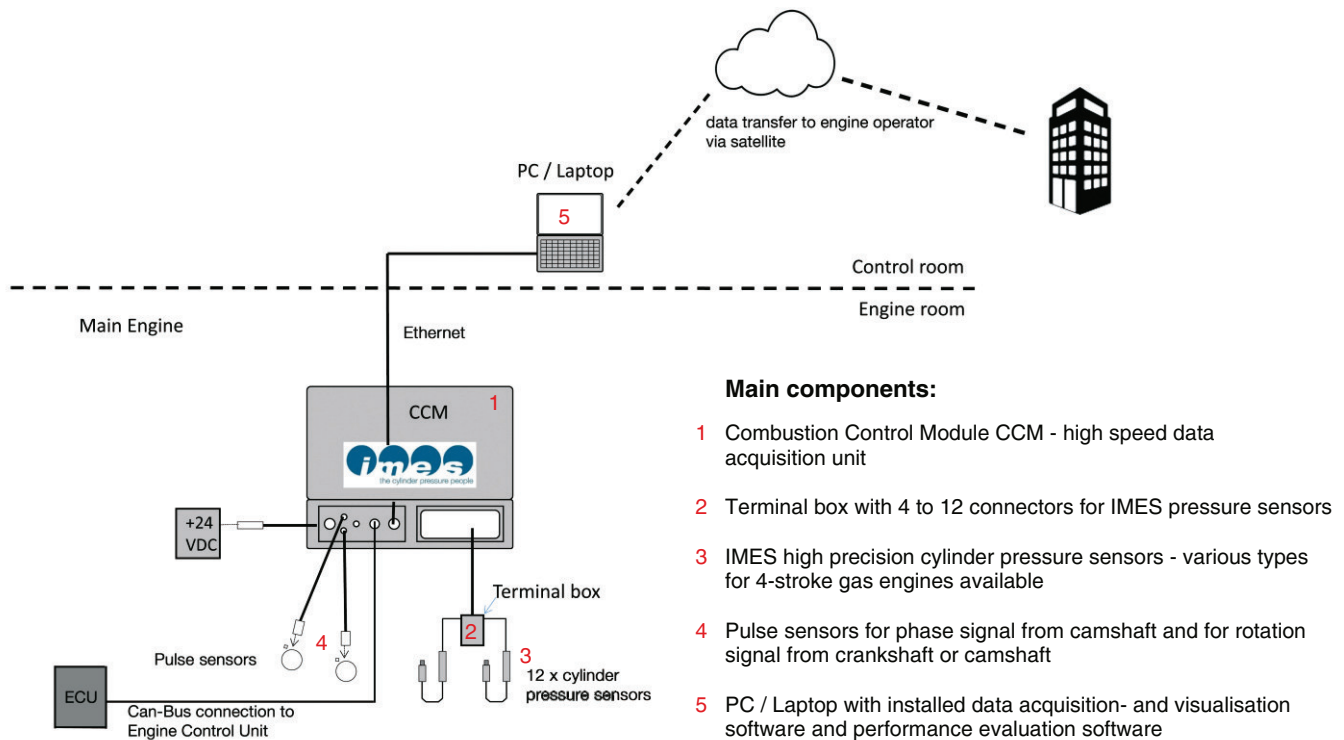 data transfer to engine operator
via satellite
PC / Laptop
5
Control room
Engine room
Main Engine
Ethernet
CCM
1
imes
the cylinder pressure people
+24
VDC
Terminal box
2
3
4
Pulse sensors
12 x cylinder
pressure sensors
ECU
Can-Bus connection to
Engine Control Unit
Main components:
1 Combustion Control Module CCM - high speed data
acquisition unit
2 Terminal box with 4 to 12 connectors for IMES pressure sensors
3 IMES high precision cylinder pressure sensors - various types
for 4-stroke gas engines available
4 Pulse sensors for phase signal from camshaft and for rotation
signal from crankshaft or camshaft
5 PC / Laptop with installed data acquisition- and visualisation
software and performance evaluation software